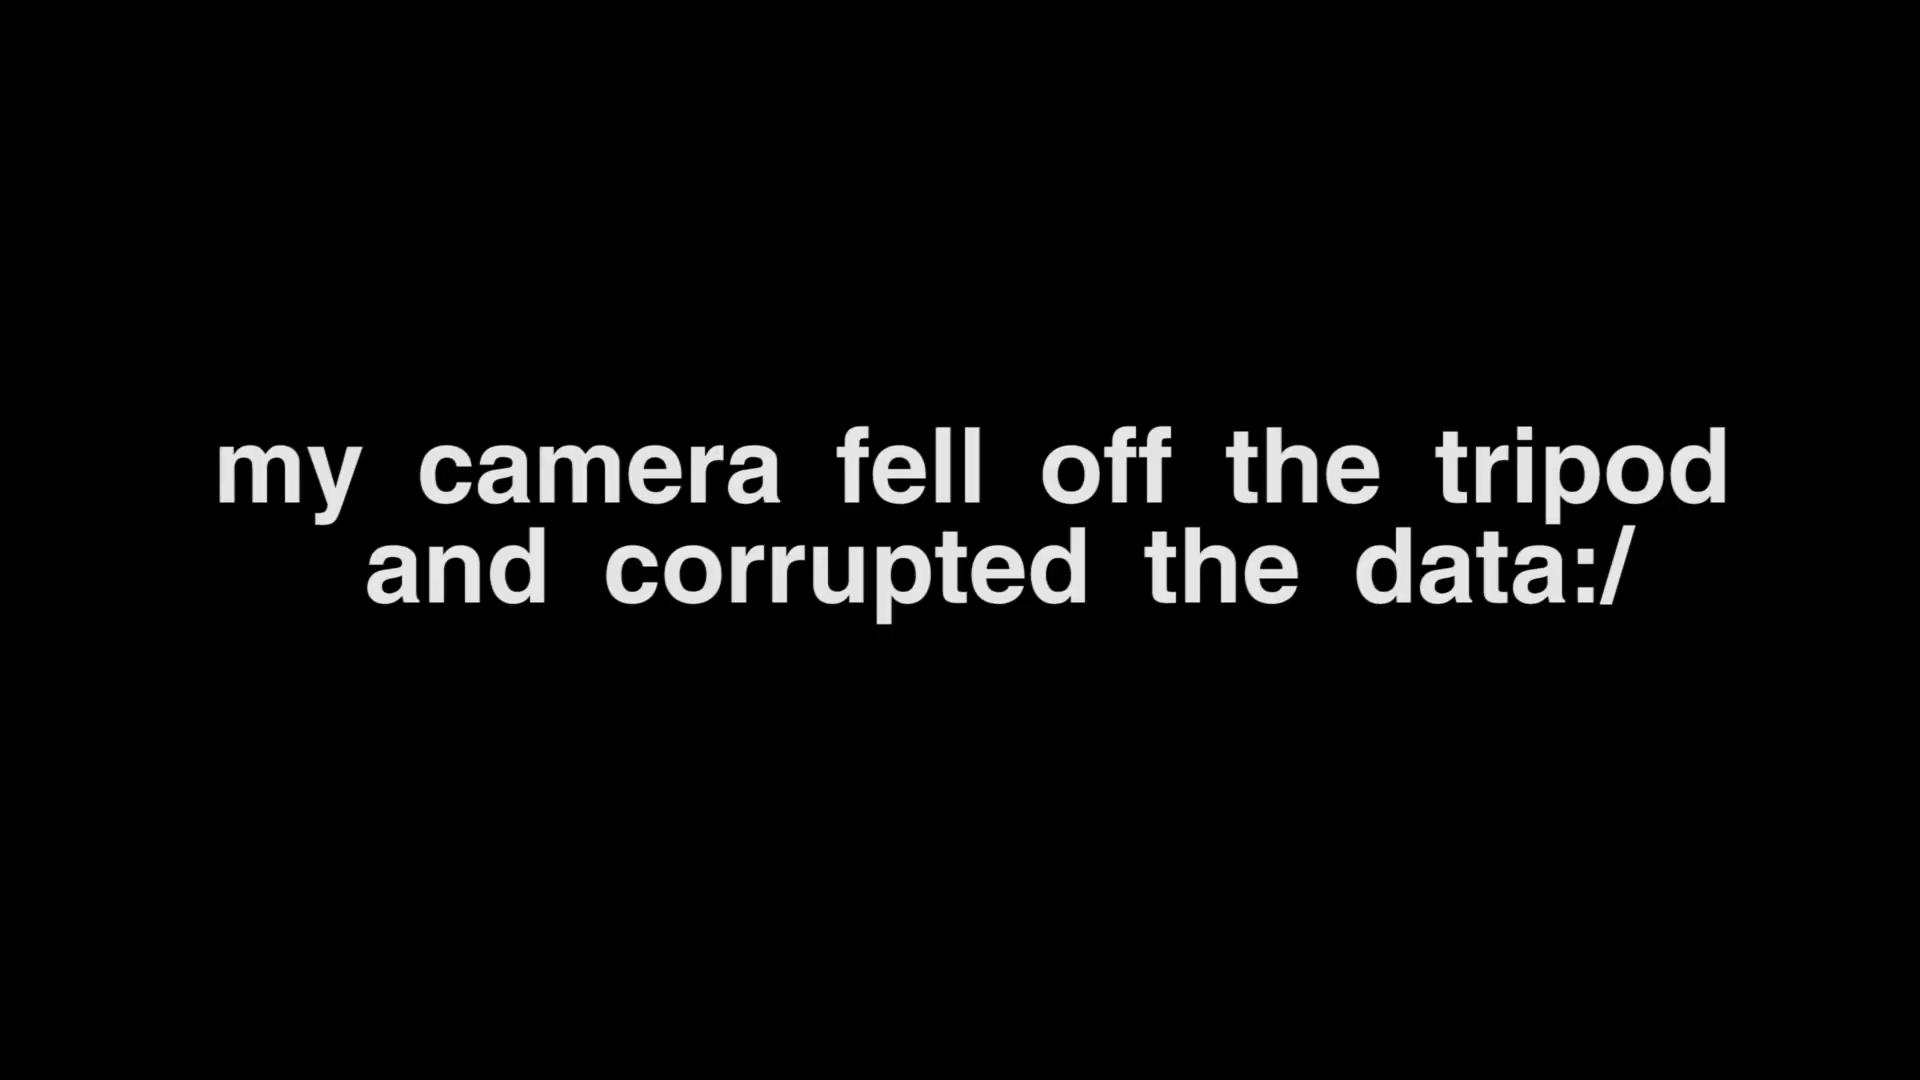 my camera fell off the tripod
and corrupted the data:/